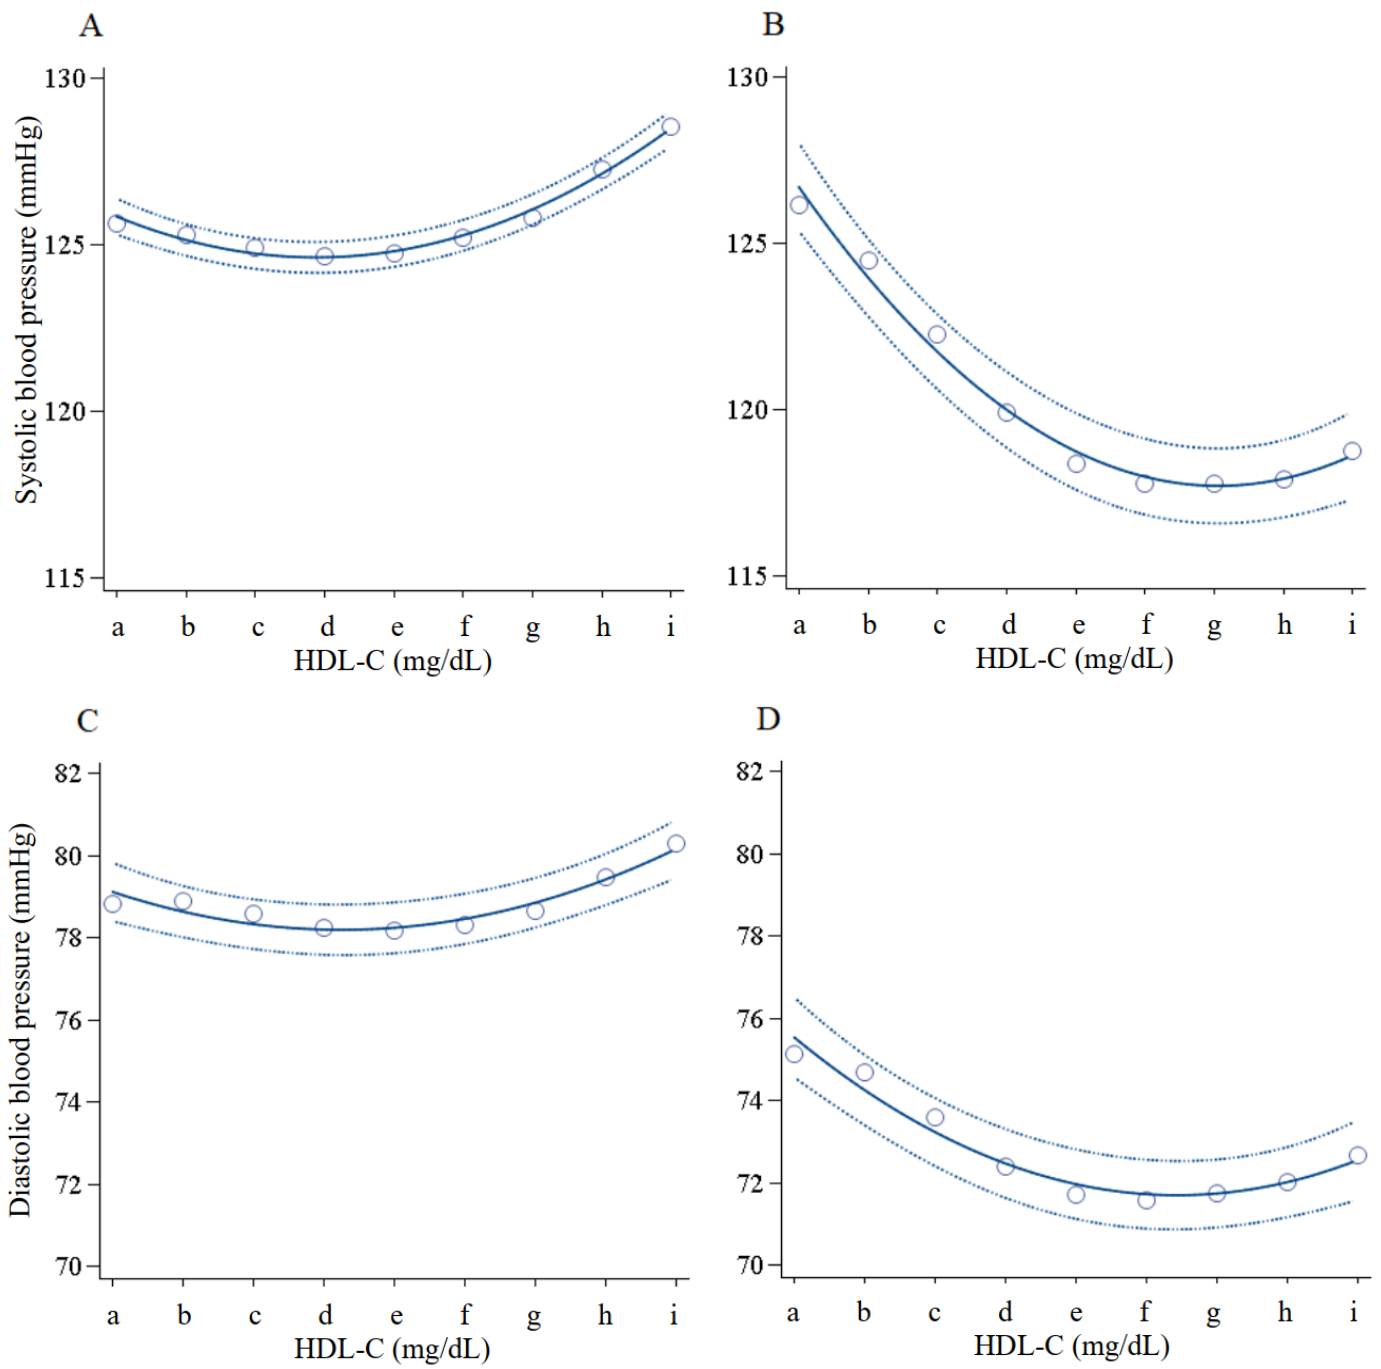 A
Systolic blood pressure (mmHg)
130
125
120
115
a b c d e f g h i
HDL-C (mg/dL)
B
130
125
120
115
a b c d e f g h i
HDL-C (mg/dL)
C
Diastolic blood pressure (mmHg)
82
80
78
76
74
72
70
a b c d e f g h i
HDL-C (mg/dL)
D
82
80
78
76
74
72
70
a b c d e f g h i
HDL-C (mg/dL)